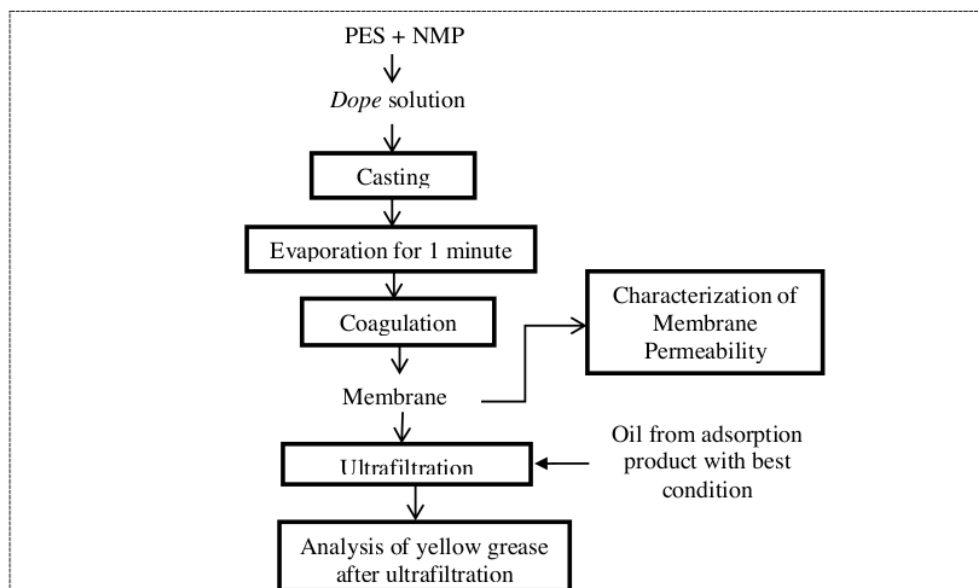 PES + NMP
Dope solution
Casting
Evaporation for 1 minute
Coagulation
Characterization of
Membrane
Permeability
Membrane
Oil from adsorption
product with best
condition
Ultrafiltration
Analysis of yellow grease
after ultrafiltration